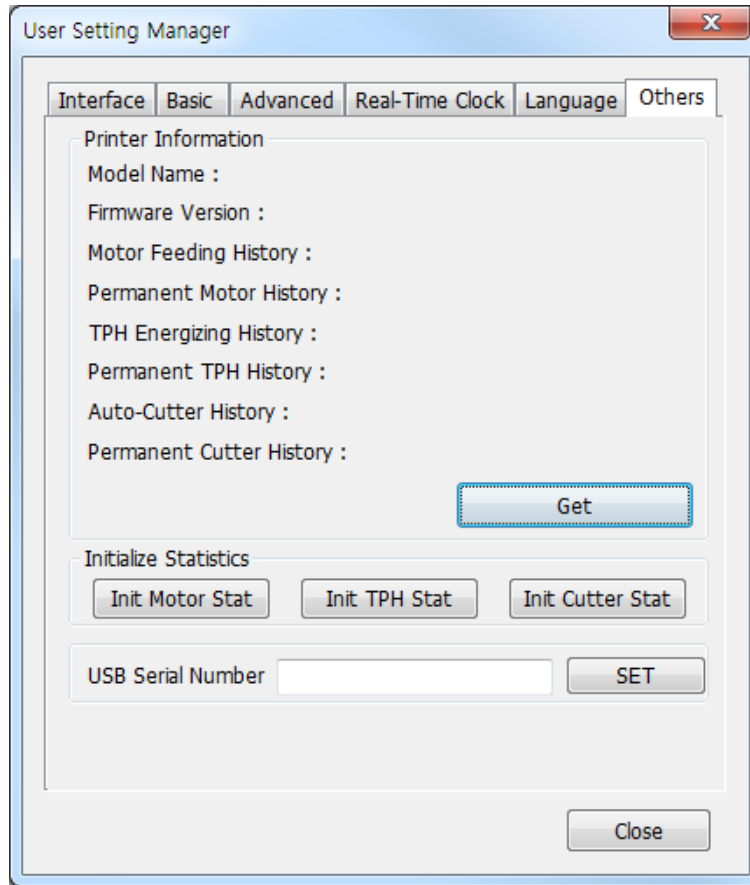 User Setting Manager
Interface Basic Advanced Real-Time Clock Language Others
Printer Information
Model Name :
Firmware Version :
Motor Feeding History :
Permanent Motor History :
TPH Energizing History :
Permanent TPH History :
Auto-Cutter History :
Permanent Cutter History :
Get
Initialize Statistics
Init Motor Stat Init TPH Stat Init Cutter Stat
USB Serial Number SET
Close